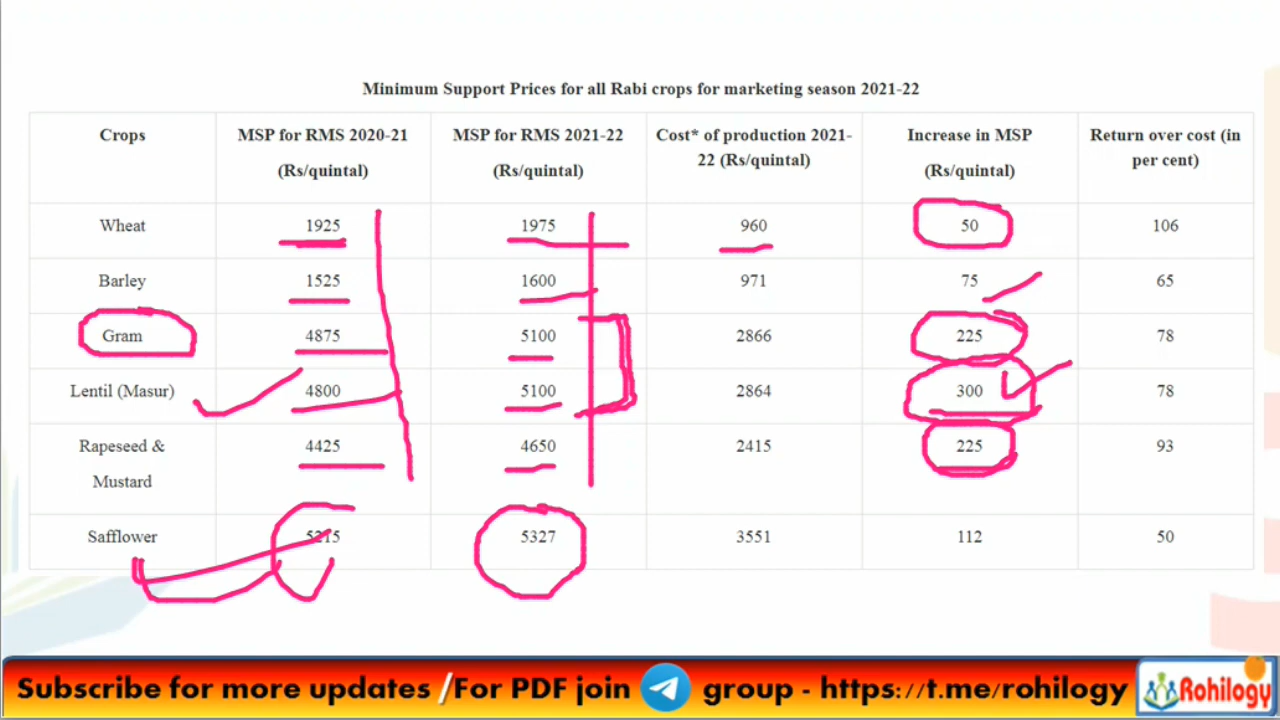 Minimum Support Prices for all Rabi crops for marketing season 2021-22
Crops MSP for RMS 2020-21 (Rs/quintal) MSP for RMS 2021-22 (Rs/quintal) Cost* of production 2021-22 (Rs/quintal) Increase in MSP (Rs/quintal) Return over cost (in per cent)
Wheat 1925 1975 960 50 106
Barley 1525 1600 971 75 65
Gram 4875 5100 2866 225 78
Lentil (Masur) 4800 5100 2864 300 78
Rapeseed & Mustard 4425 4650 2415 225 93
Safflower 5215 5327 3551 112 50
Subscribe for more updates /For PDF join group - https://t.me/rohilogy
Rohilogy